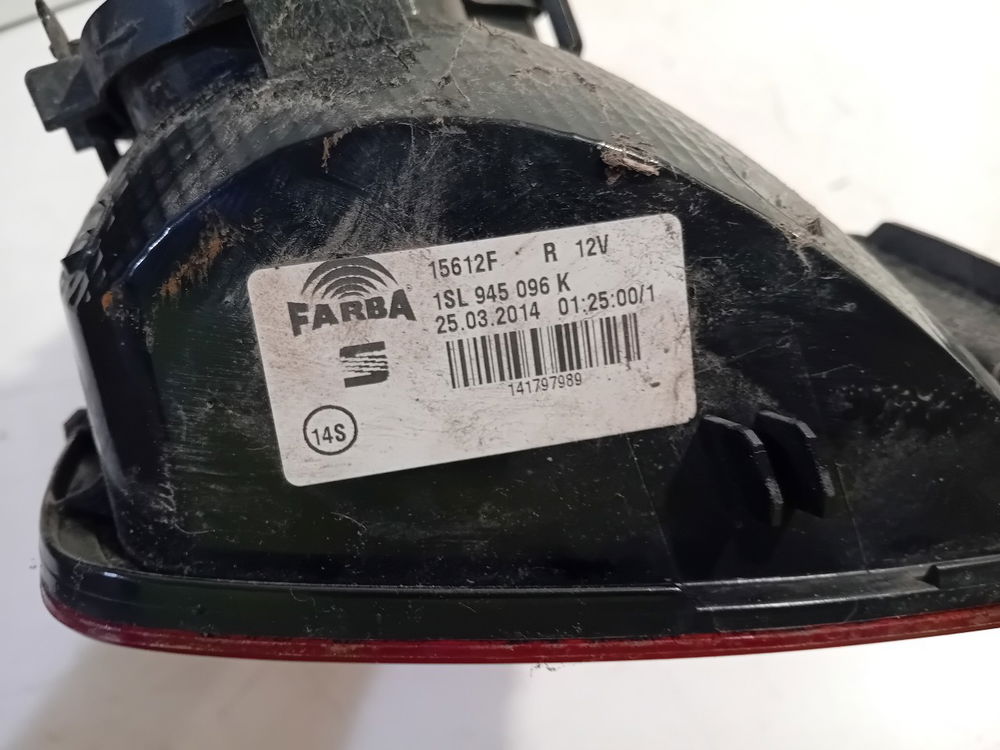 15612F R 12V
FARBA®
1SL 945 096 K
25.03.2014 01:25:00/1
141797989
14S